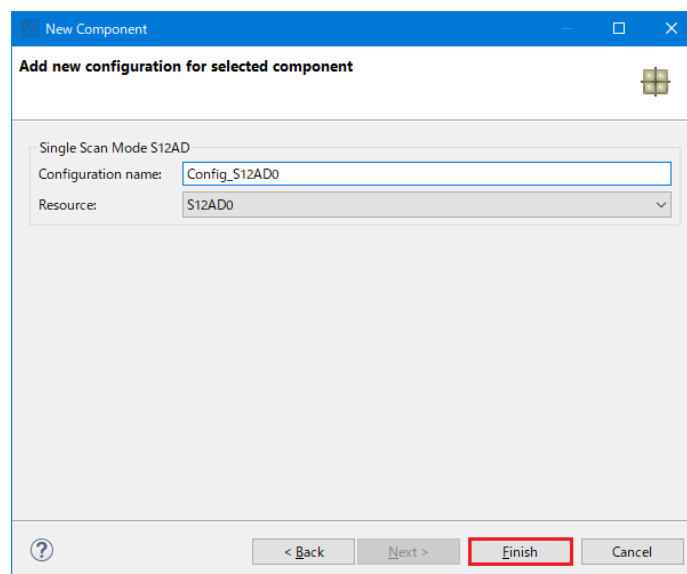 New Component
Add new configuration for selected component
Single Scan Mode S12AD
Configuration name: Config_S12AD0
Resource: S12AD0
? < Back Next > Finish Cancel